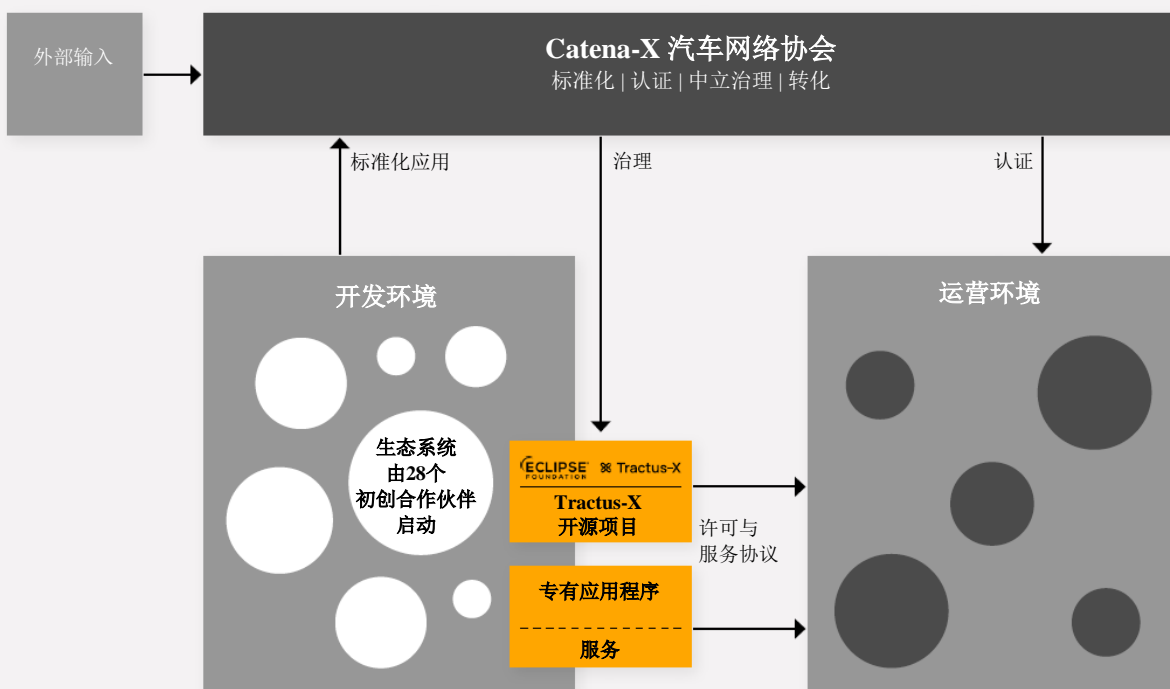 外部输入
Catena-X 汽车网络协会
标准化 | 认证 | 中立治理 | 转化
标准化应用
治理
认证
开发环境
运营环境
生态系统
由28个
初创合作伙伴
启动
ECLIPSE
FOUNDATION
Tractus-X
Tractus-X
开源项目
许可与
服务协议
专有应用程序
服务